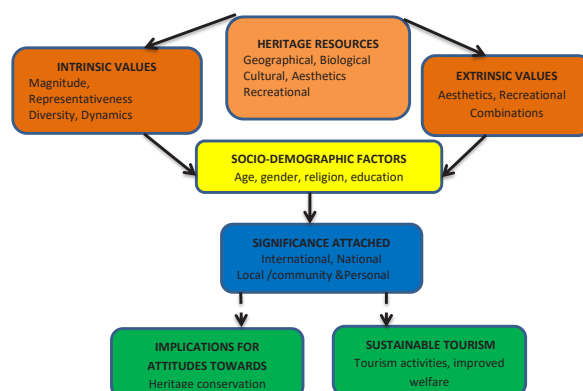 HERITAGE RESOURCES
Geographical, Biological
Cultural, Aesthetics
Recreational
INTRINSIC VALUES
Magnitude,
Representativeness
Diversity, Dynamics
EXTRINSIC VALUES
Aesthetics, Recreational
Combinations
SOCIO-DEMOGRAPHIC FACTORS
Age, gender, religion, education
SIGNIFICANCE ATTACHED
International, National
Local /community &Personal
IMPLICATIONS FOR
ATTITUDES TOWARDS
Heritage conservation
SUSTAINABLE TOURISM
Tourism activities, improved
welfare